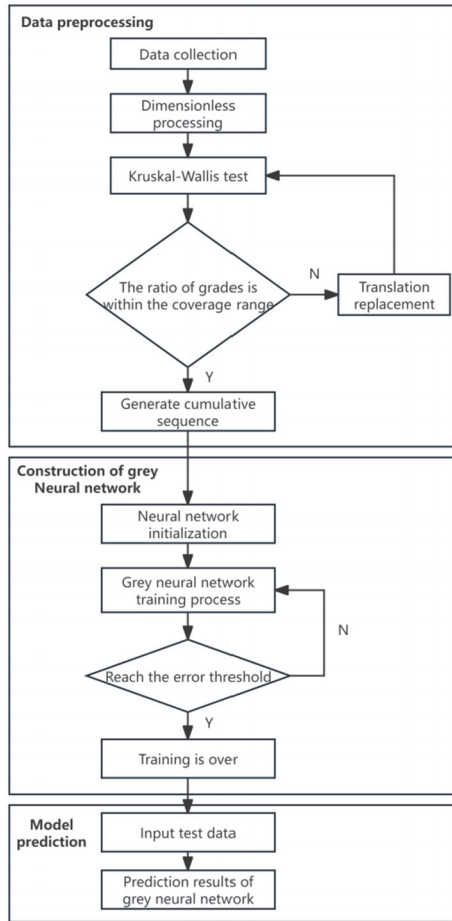 Data preprocessing
Data collection
Dimensionless
processing
Kruskal-Wallis test
The ratio of grades is
within the coverage range
N
Translation
replacement
Y
Generate cumulative
sequence
Construction of grey
Neural network
Neural network
initialization
Grey neural network
training process
N
Reach the error threshold
Y
Training is over
Model
prediction
Input test data
Prediction results of
grey neural network